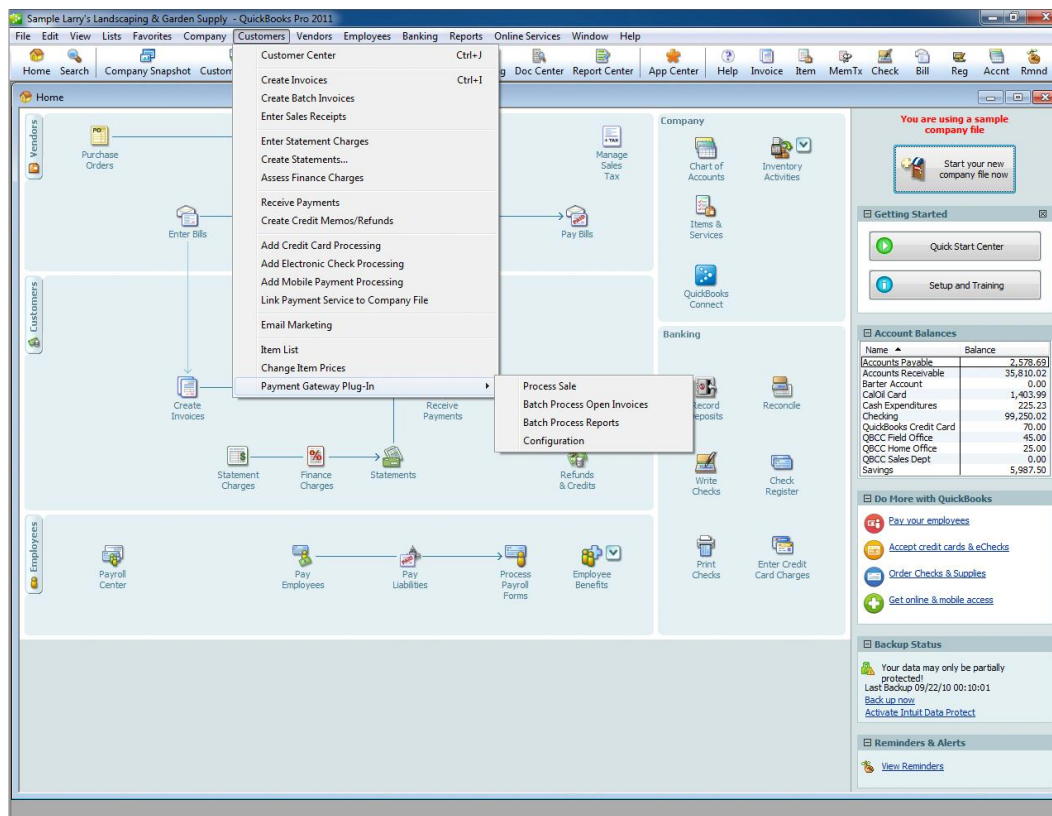 Sample Larry's Landscaping & Garden Supply - QuickBooks Pro 2011
File Edit View Lists Favorites Company Customers Vendors Employees Banking Reports Online Services Window Help
Home Search Company Snapshot Custom g Doc Center Report Center App Center Help Invoice Item MemTx Check Bill Reg Accnt Rmnd
Home
Customer Center Ctrl+J
Create Invoices Ctrl+I
Create Batch Invoices
Enter Sales Receipts
Enter Statement Charges
Create Statements...
Assess Finance Charges
Receive Payments
Create Credit Memos/Refunds
Add Credit Card Processing
Add Electronic Check Processing
Add Mobile Payment Processing
Link Payment Service to Company File
Email Marketing
Item List
Change Item Prices
Payment Gateway Plug-In
Process Sale
Batch Process Open Invoices
Batch Process Reports
Configuration
Vendors
Purchase
Orders
Manage
Sales
Tax
Enter Bills
Pay Bills
Customers
Create
Invoices
Receive
Payments
Statement
Charges
Finance
Charges
Statements
Refunds
& Credits
Employees
Payroll
Center
Pay
Employees
Pay
Liabilities
Process
Payroll
Forms
Employee
Benefits
Company
Chart of
Accounts
Inventory
Activities
Items &
Services
QuickBooks
Connect
Banking
Record
Deposits
Reconcile
Write
Checks
Check
Register
Print
Checks
Enter Credit
Card Charges
You are using a sample
company file
Start your new
company file now
Getting Started
Quick Start Center
Setup and Training
Account Balances
Name Balance
Accounts Payable 2,578.69
Accounts Receivable 35,810.02
Barter Account 0.00
CalOil Card 1,403.99
Cash Expenditures 225.23
Checking 99,250.02
QuickBooks Credit Card 70.00
QBCC Field Office 45.00
QBCC Home Office 25.00
QBCC Sales Dept 0.00
Savings 5,987.50
Do More with QuickBooks
Pay your employees
Accept credit cards & eChecks
Order Checks & Supplies
Get online & mobile access
Backup Status
Your data may only be partially
protected!
Last Backup 09/22/10 00:10:01
Back up now
Activate Intuit Data Protect
Reminders & Alerts
View Reminders